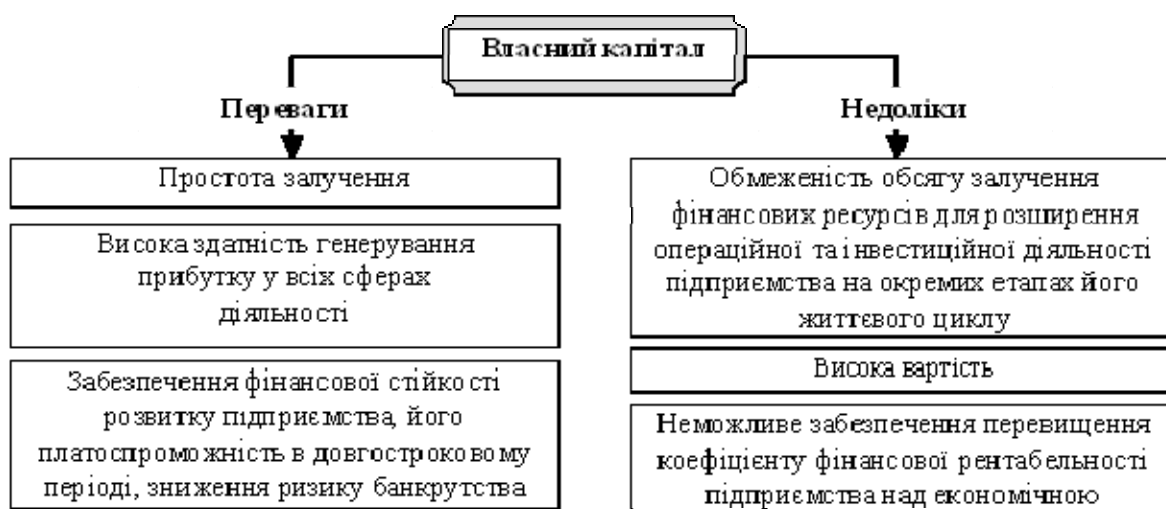 Власний капітал
Переваги
Недоліки
Простота залучення
Висока здатність генерування
прибутку у всіх сферах
діяльності
Забезпечення фінансової стійкості
розвитку підприємства, його
платоспроможність в довгостроковому
періоді, зниження ризику банкрутства
Обмеженість обсягу залучення
фінансових ресурсів для розширення
операційної та інвестиційної діяльності
підприємства на окремих етапах його
життєвого циклу
Висока вартість
Неможливе забезпечення перевищення
коефіцієнту фінансової рентабельності
підприємства над економічною